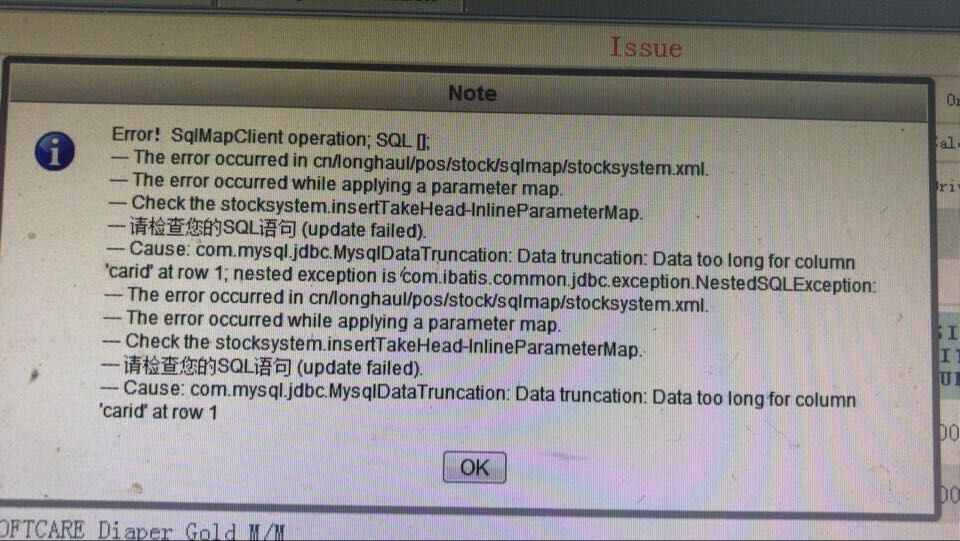 Issue
Note
Error! SqlMapClient operation; SQL [];
--- The error occurred in cn/longhaul/pos/stock/sqlmap/stocksystem.xml.
--- The error occurred while applying a parameter map.
--- Check the stocksystem.insertTakeHead-InlineParameterMap.
--- 请检查您的SQL语句 (update failed).
--- Cause: com.mysql.jdbc.MysqlDataTruncation: Data truncation: Data too long for column
'carid' at row 1; nested exception is com.ibatis.common.jdbc.exception.NestedSQLException:
--- The error occurred in cn/longhaul/pos/stock/sqlmap/stocksystem.xml.
--- The error occurred while applying a parameter map.
--- Check the stocksystem.insertTakeHead-InlineParameterMap.
--- 请检查您的SQL语句 (update failed).
--- Cause: com.mysql.jdbc.MysqlDataTruncation: Data truncation: Data too long for column
'carid' at row 1
OK
OFTCARE Diaper Gold M/M